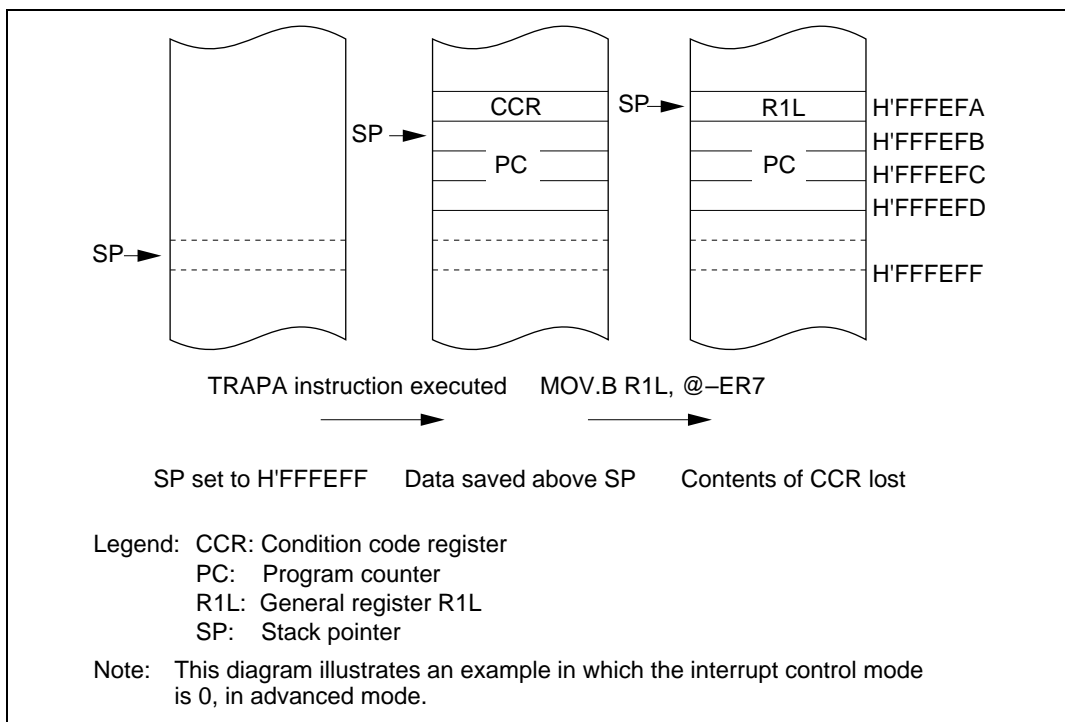 CCR
SP
R1L
H'FFFEFA
SP
H'FFFEFB
PC
PC
H'FFFEFC
H'FFFEFD
SP
H'FFFEFF
TRAPA instruction executed
MOV.B R1L, @–ER7
SP set to H'FFFEFF
Data saved above SP
Contents of CCR lost
Legend: CCR: Condition code register
PC: Program counter
R1L: General register R1L
SP: Stack pointer
Note: This diagram illustrates an example in which the interrupt control mode
is 0, in advanced mode.